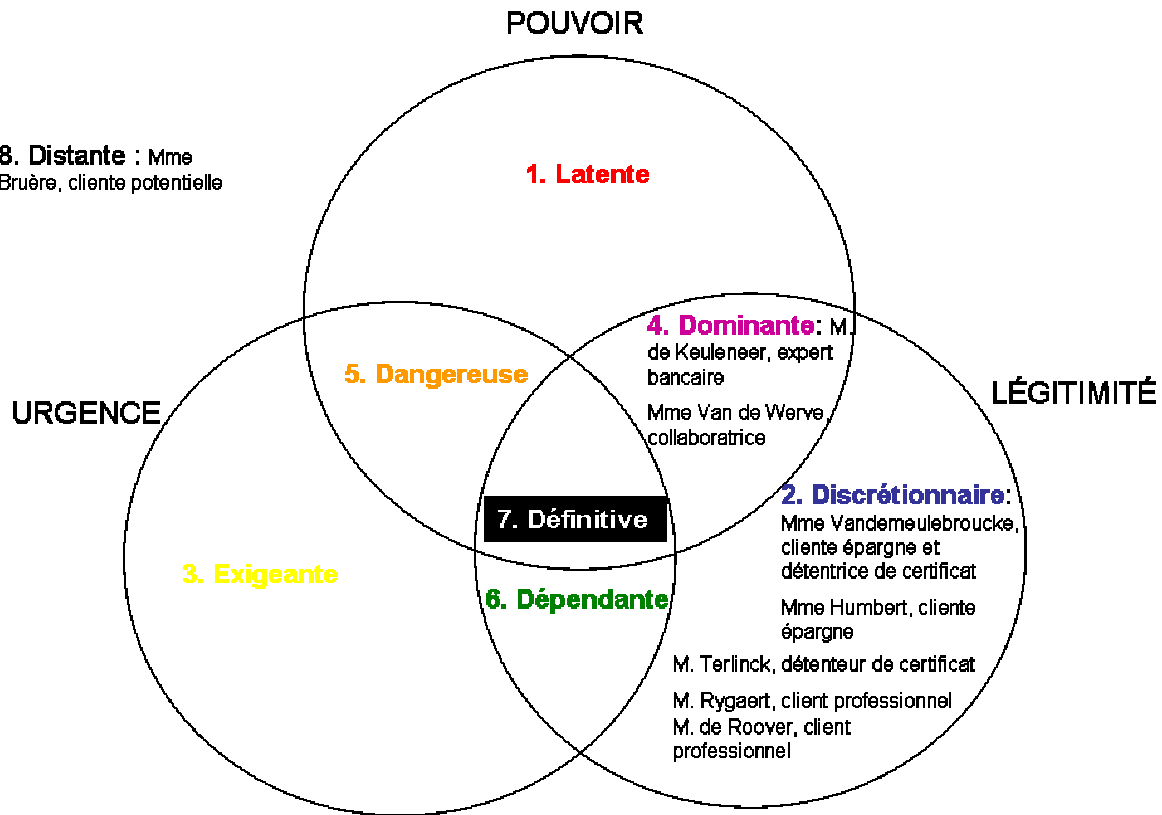 POUVOIR
8. Distante : Mme
Bruère, cliente potentielle
1. Latente
4. Dominante: M.
de Keuleneer, expert
bancaire
Mme Van de Werve,
collaboratrice
5. Dangereuse
URGENCE
LÉGITIMITÉ
2. Discrétionnaire:
Mme Vandemeulebroucke,
cliente épargne et
détentrice de certificat
Mme Humbert, cliente
épargne
M. Terlinck, détenteur de certificat
M. Rygaert, client professionnel
M. de Roover, client
professionnel
7. Définitive
3. Exigeante
6. Dépendante